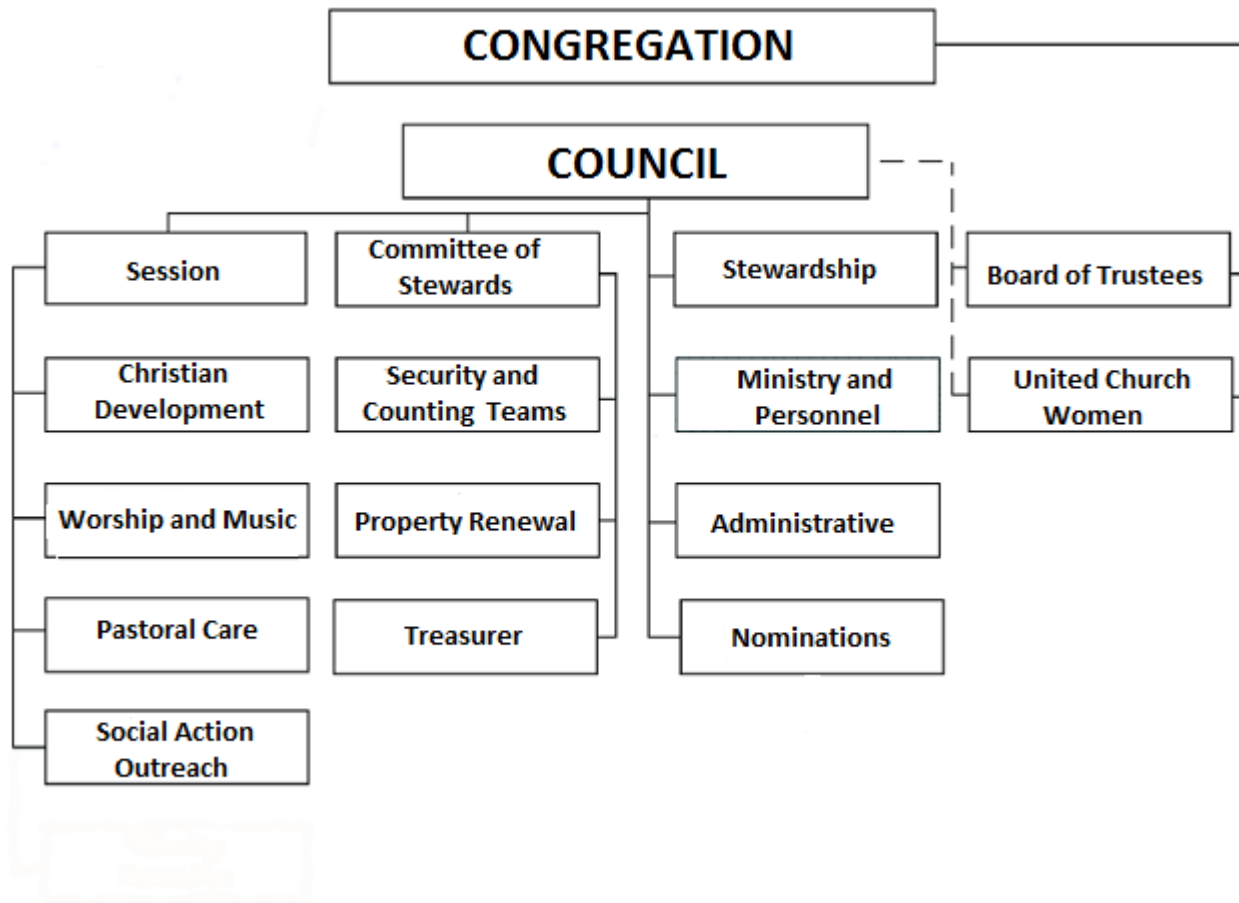 CONGREGATION
COUNCIL
Session
Committee of
Stewards
Stewardship
Board of Trustees
Christian
Development
Security and
Counting Teams
Ministry and
Personnel
United Church
Women
Worship and Music
Property Renewal
Administrative
Pastoral Care
Treasurer
Nominations
Social Action
Outreach